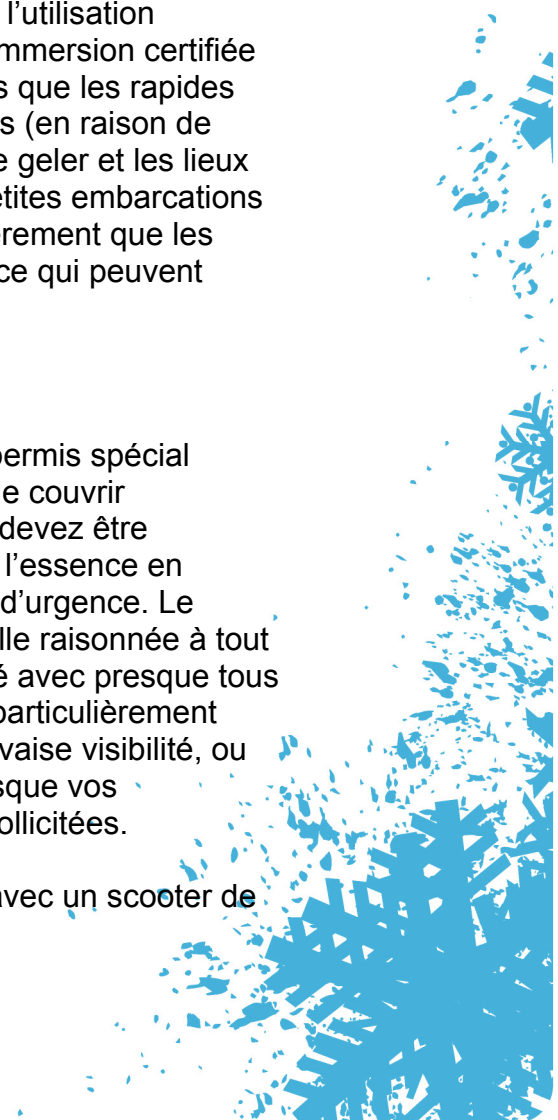 l’utilisation
mmersion certifiée
s que les rapides
s (en raison de
e geler et les lieux
etites embarcations
èrement que les
ce qui peuvent
permis spécial
e couvrir
devez être
l’essence en
d’urgence. Le
lle raisonnée à tout
é avec presque tous
particulièrement
vaise visibilité, ou
sque vos
ollicitées.
avec un scooter de